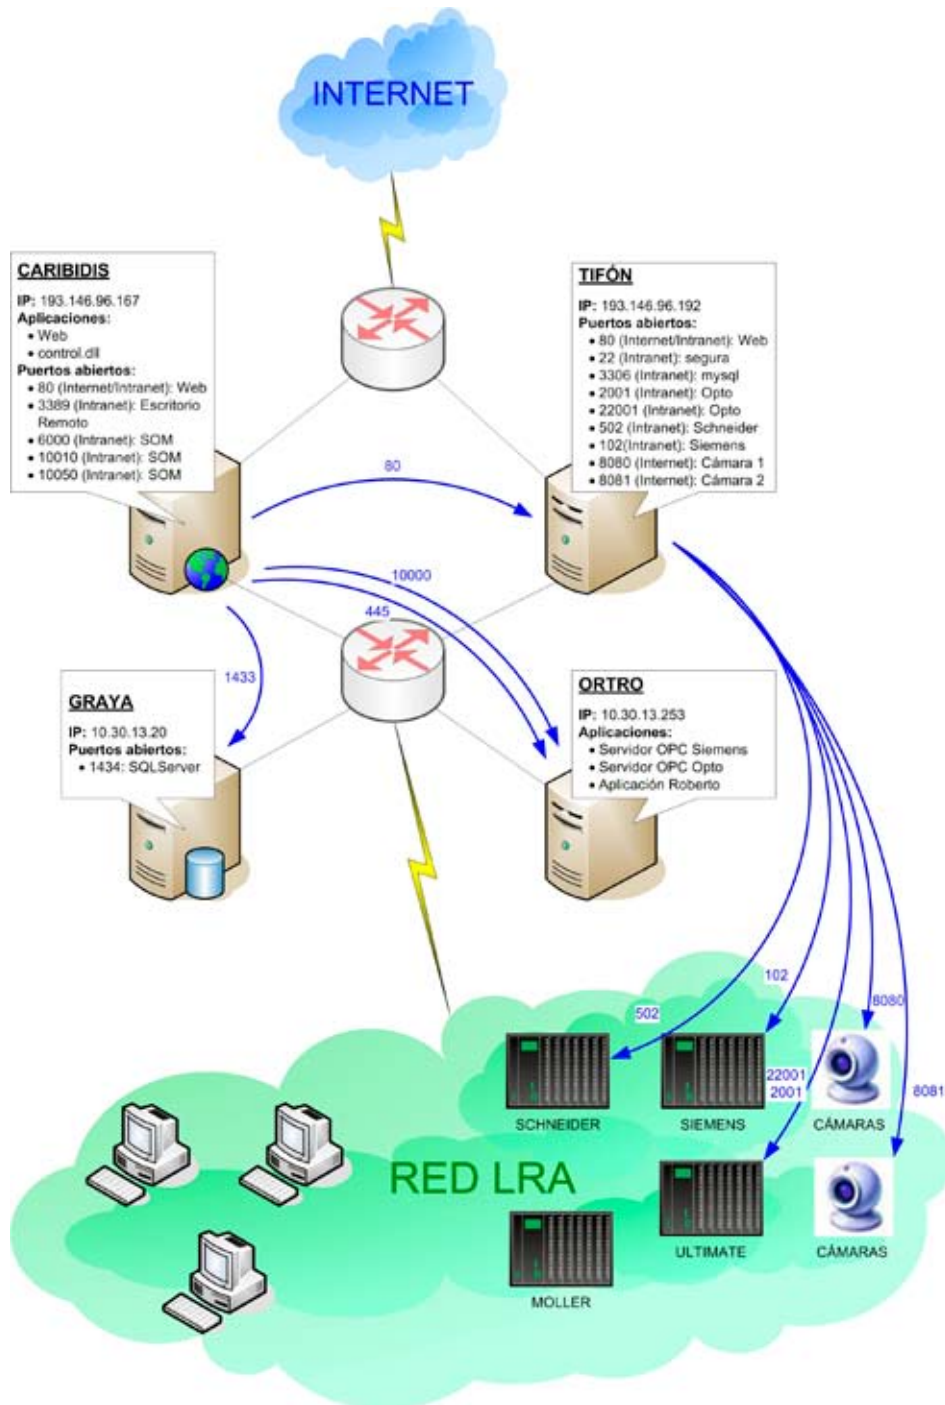 INTERNET
CARIBIDIS
IP: 193.146.96.167
Aplicaciones:
• Web
• control.dll
Puertos abiertos:
• 80 (Internet/Intranet): Web
• 3389 (Intranet): Escritorio
Remoto
• 6000 (Intranet): SOM
• 10010 (Intranet): SOM
• 10050 (Intranet): SOM
TIFÓN
IP: 193.146.96.192
Puertos abiertos:
• 80 (Internet/Intranet): Web
• 22 (Intranet): segura
• 3306 (Intranet): mysql
• 2001 (Intranet): Opto
• 22001 (Intranet): Opto
• 502 (Intranet): Schneider
• 102(Intranet): Siemens
• 8080 (Internet): Cámara 1
• 8081 (Internet): Cámara 2
80
10000
445
1433
GRAYA
IP: 10.30.13.20
Puertos abiertos:
• 1434: SQLServer
ORTRO
IP: 10.30.13.253
Aplicaciones:
• Servidor OPC Siemens
• Servidor OPC Opto
• Aplicación Roberto
102
8080
502
22001
2001
8081
SCHNEIDER
SIEMENS
CÁMARAS
RED LRA
ULTIMATE
CÁMARAS
MOLLER